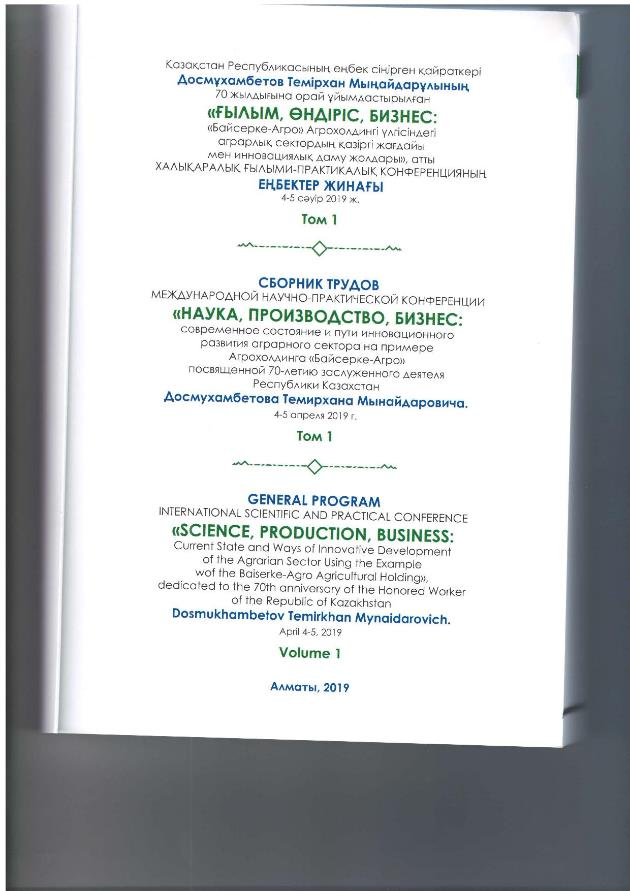 Қазақстан Республикасының еңбек сіңірген қайраткері
Досмұхамбетов Темірхан Мыңайдарұлының
70 жылдығына орай ұйымдастырылған
«ҒЫЛЫМ, ӨНДІРІС, БИЗНЕС:
«Байсерке-Агро» Агрохолдингі үлгісіндегі
аграрлық сектордың қазіргі жағдайы
мен инновациялық даму жолдары», атты
ХАЛЫҚАРАЛЫҚ ҒЫЛЫМИ-ПРАКТИКАЛЫҚ КОНФЕРЕНЦИЯНЫҢ
ЕҢБЕКТЕР ЖИНАҒЫ
4-5 сәуір 2019 ж.
Том 1
СБОРНИК ТРУДОВ
МЕЖДУНАРОДНОЙ НАУЧНО-ПРАКТИЧЕСКОЙ КОНФЕРЕНЦИИ
«НАУКА, ПРОИЗВОДСТВО, БИЗНЕС:
современное состояние и пути инновационного
развития аграрного сектора на примере
Агрохолдинга «Байсерке-Агро»
посвященной 70-летию заслуженного деятеля
Республики Казахстан
Досмухамбетова Темирхана Мынайдаровича.
4-5 апреля 2019 г.
Том 1
GENERAL PROGRAM
INTERNATIONAL SCIENTIFIC AND PRACTICAL CONFERENCE
«SCIENCE, PRODUCTION, BUSINESS:
Current State and Ways of Innovative Development
of the Agrarian Sector Using the Example
wof the Baiserke-Agro Agricultural Holding»,
dedicated to the 70th anniversary of the Honored Worker
of the Republic of Kazakhstan
Dosmukhambetov Temirkhan Mynaidarovich.
April 4-5, 2019
Volume 1
Алматы, 2019